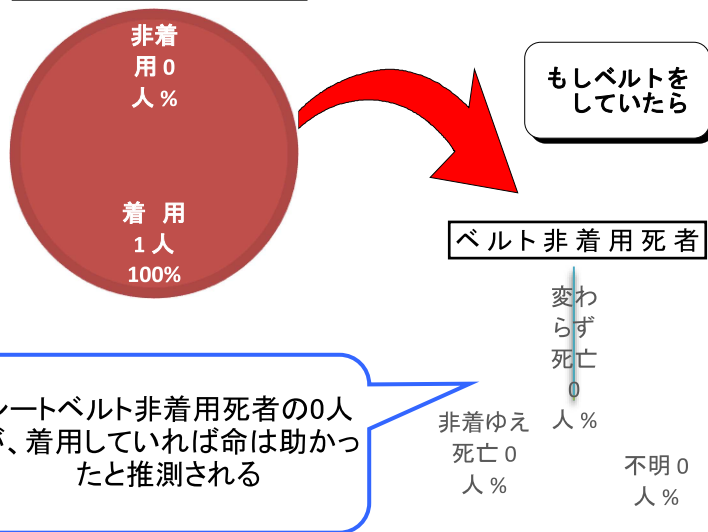 非着
用 0
人 %
着 用
1 人
100%
もしベルトを
していたら
ベルト非着用死者
変わ
らず
死亡
0
人 %
非着ゆえ
死亡 0
人 %
不明 0
人 %
ートベルト非着用死者の0人
、着用していれば命は助かっ
たと推測される